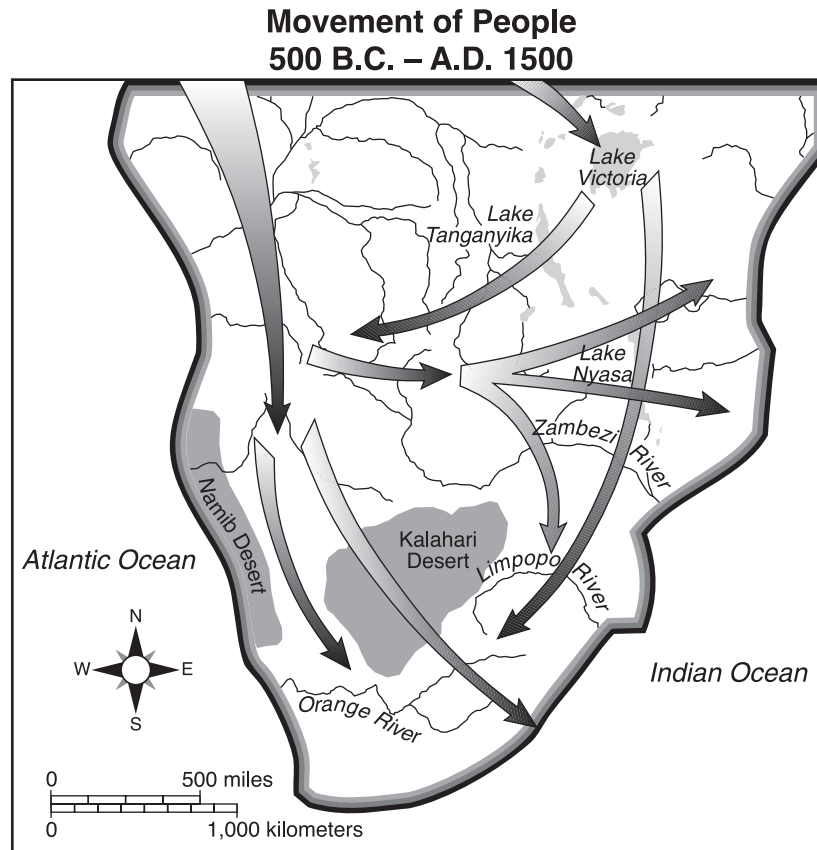 Movement of People
500 B.C. – A.D. 1500
Lake
Victoria
Lake
Tanganyika
Lake
Nyasa
Zambezi River
Namib Desert
Kalahari
Desert
Limpopo River
Atlantic Ocean
Indian Ocean
N
W E
S
Orange River
0 500 miles
0 1,000 kilometers